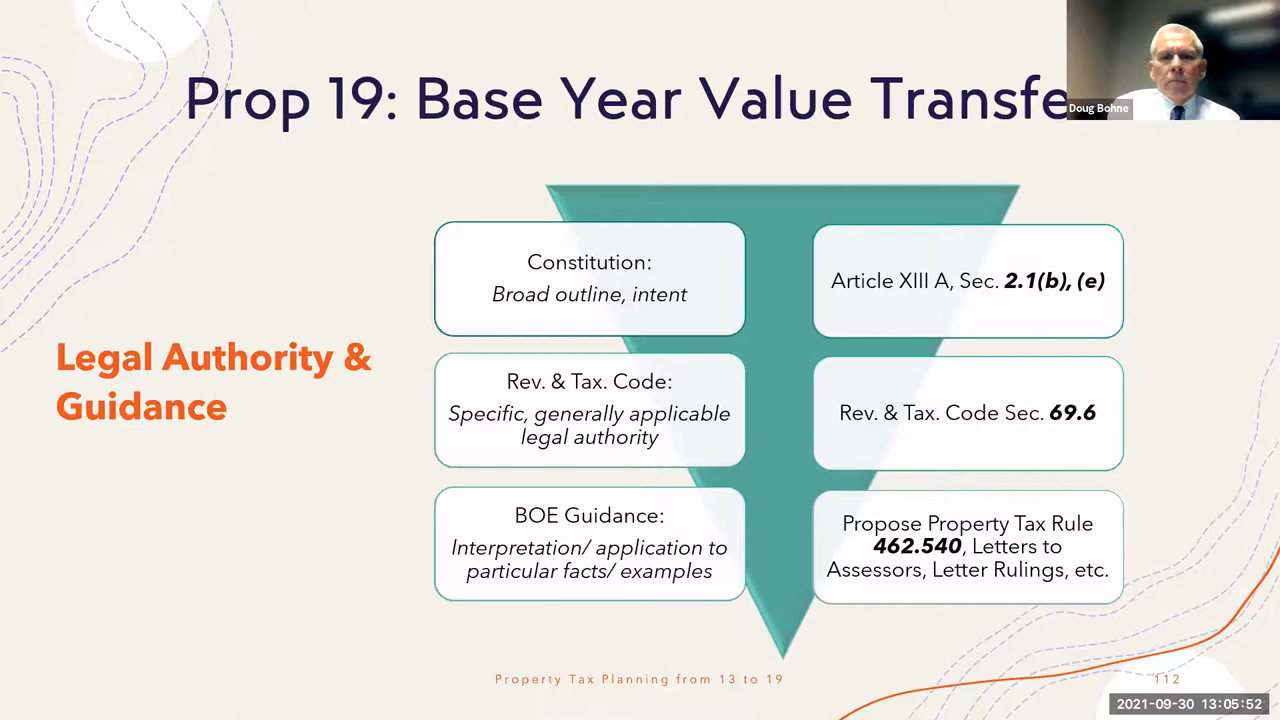 Prop 19: Base Year Value Transfe
Doug Bohne
Legal Authority &
Guidance
Constitution:
Broad outline, intent
Article XIII A, Sec. 2.1(b), (e)
Rev. & Tax. Code:
Specific, generally applicable
legal authority
Rev. & Tax. Code Sec. 69.6
BOE Guidance:
Interpretation/ application to
particular facts/ examples
Propose Property Tax Rule
462.540, Letters to
Assessors, Letter Rulings, etc.
Property Tax Planning from 13 to 19
112
2021-09-30 13:05:52